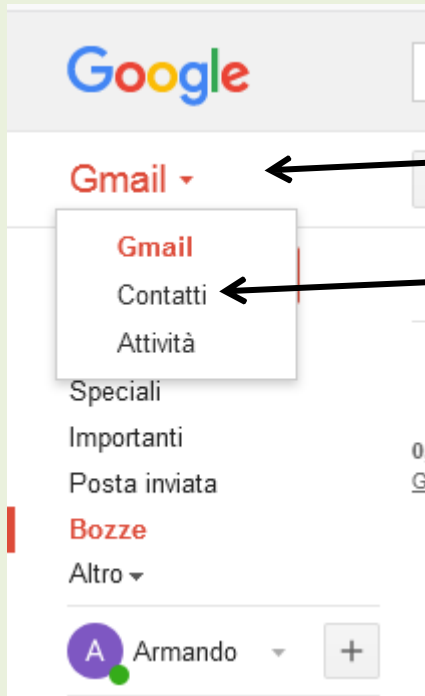 Google
Gmail
Gmail
Contatti
Attività
Speciali
Importanti
Posta inviata
Bozze
Altro
A Armando